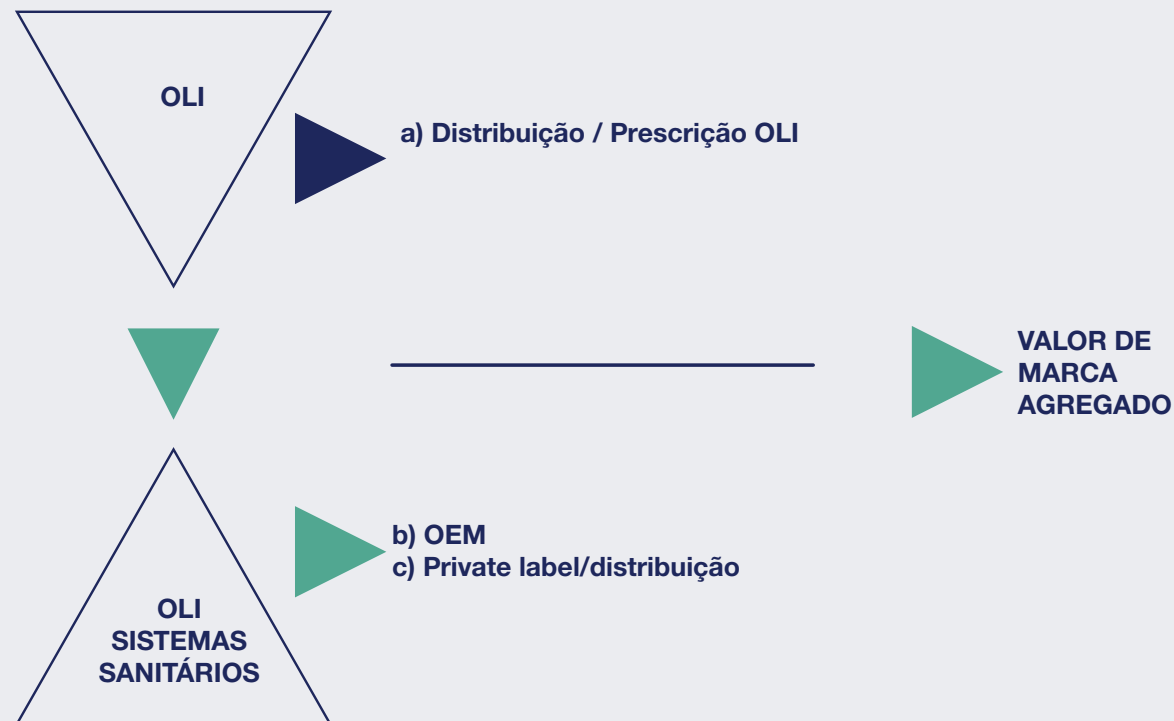 OLI
a) Distribuição / Prescrição OLI
VALOR DE
MARCA
AGREGADO
b) OEM
c) Private label/distribuição
OLI
SISTEMAS
SANITÁRIOS